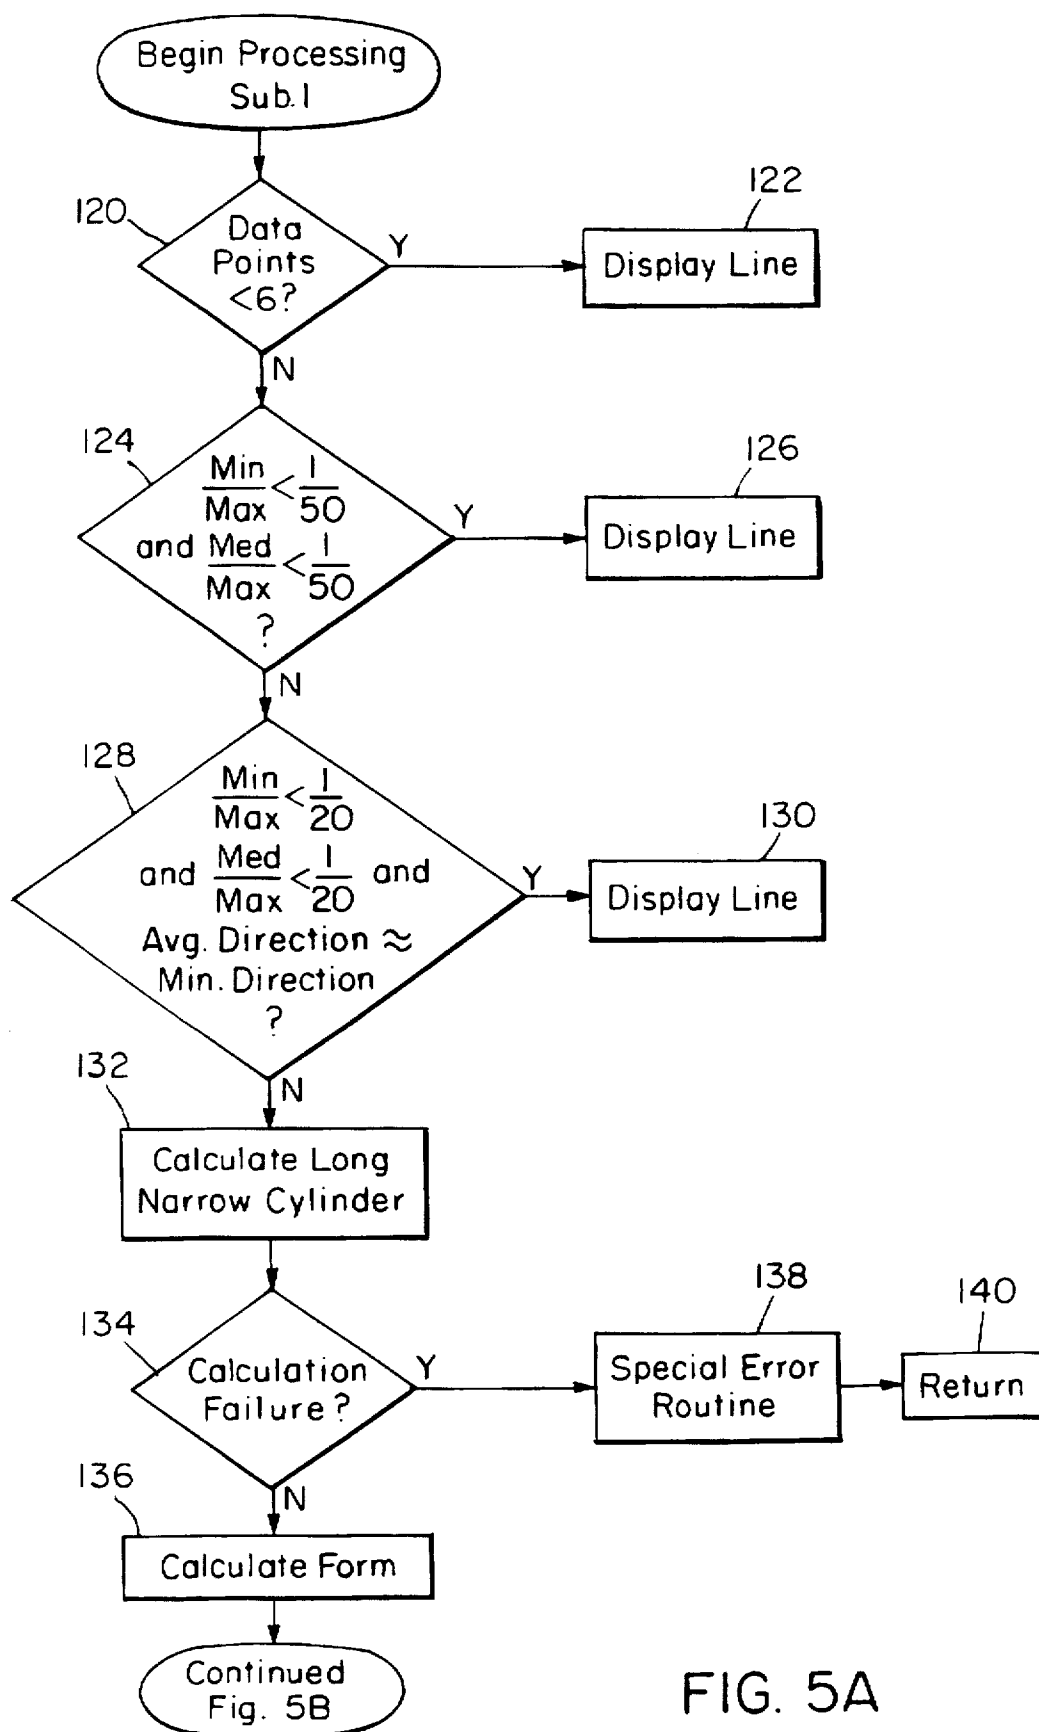 Begin Processing
Sub.1
120
Data
Points
<6?
Y
122
Display Line
N
124
Min/Max < 1/50
and Med/Max < 1/50
?
Y
126
Display Line
N
128
Min/Max < 1/20
and Med/Max < 1/20 and
Avg. Direction ≈
Min. Direction
?
Y
130
Display Line
N
132
Calculate Long
Narrow Cylinder
134
Calculation
Failure?
Y
138
Special Error
Routine
140
Return
N
136
Calculate Form
Continued
Fig. 5B
FIG. 5A